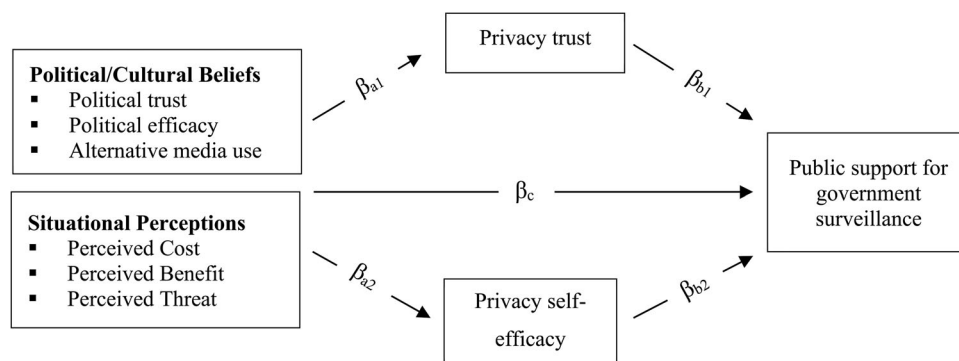 Political/Cultural Beliefs
▪ Political trust
▪ Political efficacy
▪ Alternative media use
Situational Perceptions
▪ Perceived Cost
▪ Perceived Benefit
▪ Perceived Threat
βa1
Privacy trust
βb1
βc
βa2
Privacy self-
efficacy
βb2
Public support for
government
surveillance